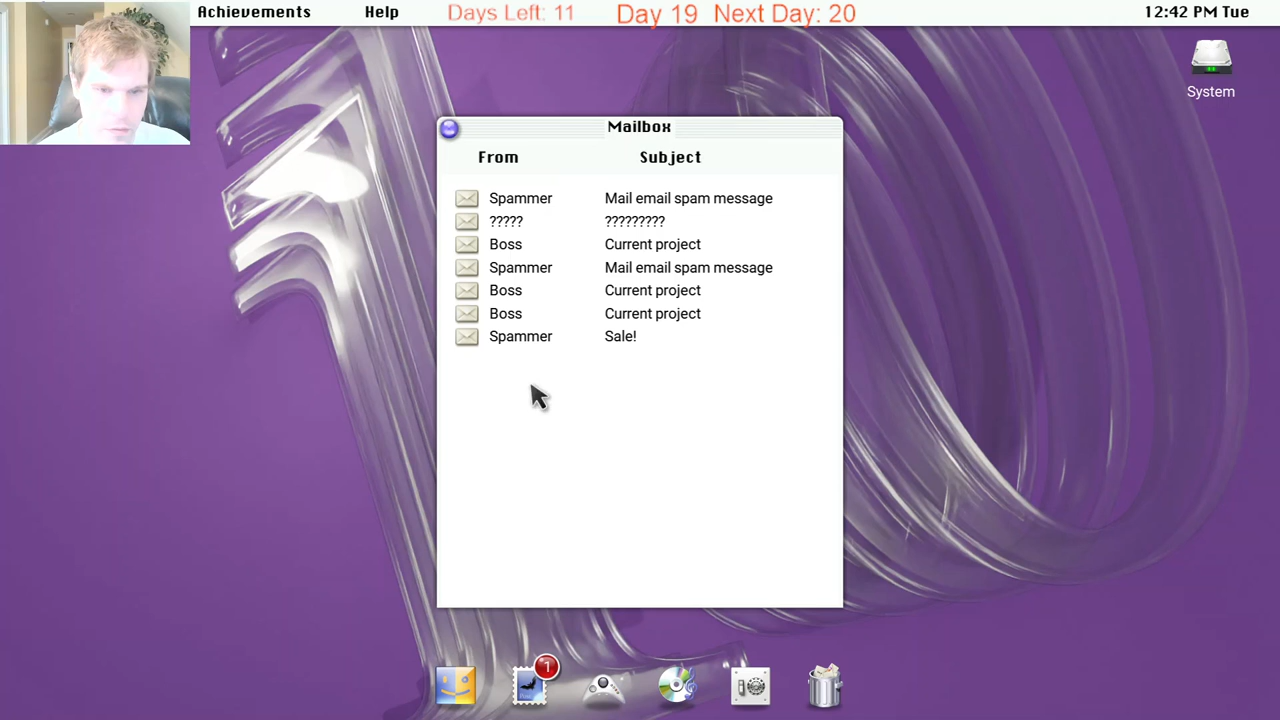 Achievements Help Days Left: 11 Day 19 Next Day: 20 12:42 PM Tue
System
Mailbox
From Subject
Spammer Mail email spam message
????? ?????????
Boss Current project
Spammer Mail email spam message
Boss Current project
Boss Current project
Spammer Sale!
1